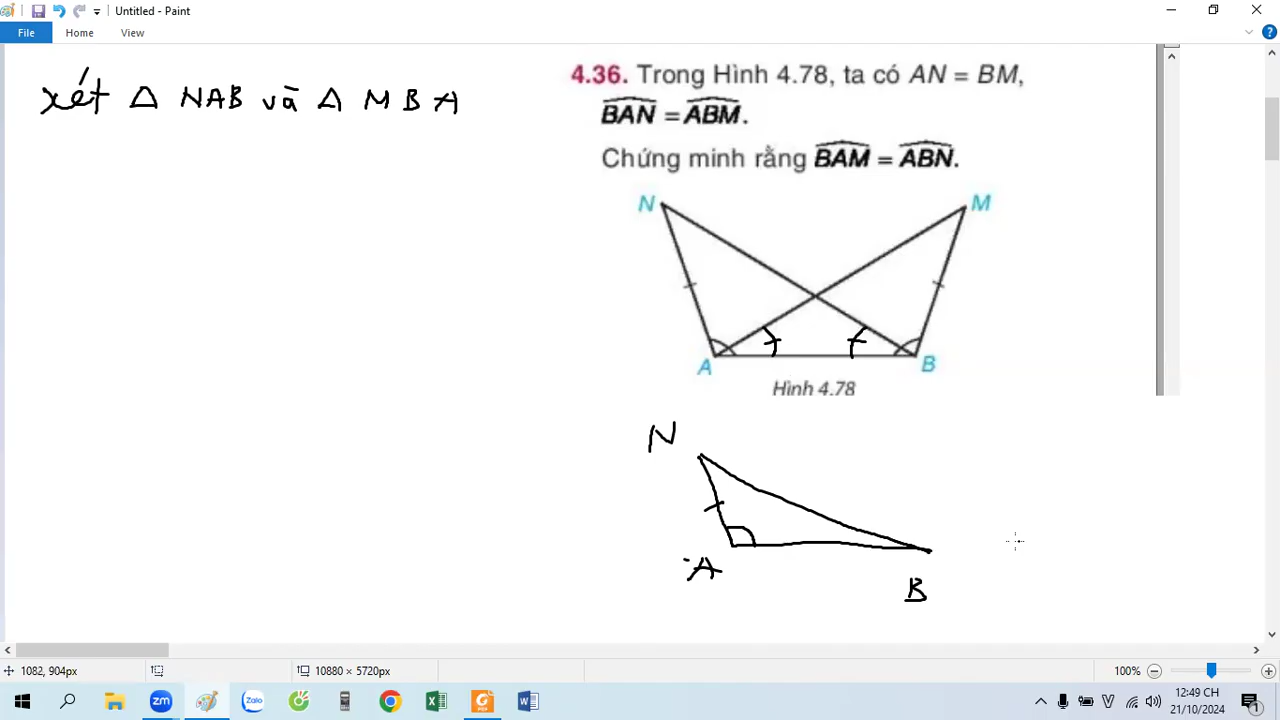 Untitled - Paint
File Home View
xét Δ NAB và Δ M B A
4.36. Trong Hình 4.78, ta có AN = BM,
BAN = ABM.
Chứng minh rằng BAM = ABN.
N M
A B
Hình 4.78
N
A
B
1082, 904px 10880 × 5720px 100%
zm Zalo V 12:49 CH
21/10/2024